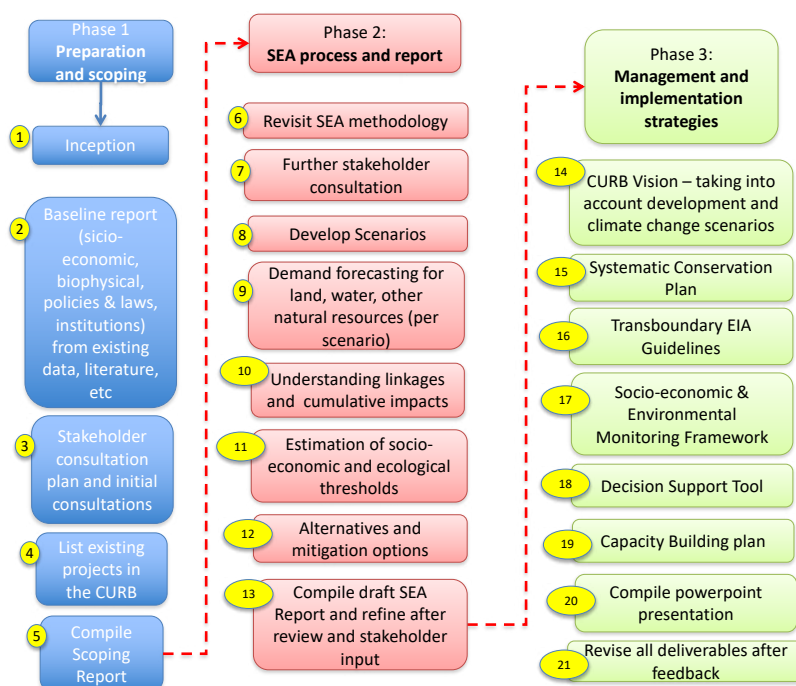 Phase 1
Preparation
and scoping
1
Inception
2
Baseline report
(sicio-
economic,
biophysical,
policies & laws,
institutions)
from existing
data, literature,
etc
3
Stakeholder
consultation
plan and initial
consultations
4
List existing
projects in
the CURB
5
Compile
Scoping
Report
Phase 2:
SEA process and report
6
Revisit SEA methodology
7
Further stakeholder
consultation
8
Develop Scenarios
9
Demand forecasting for
land, water, other
natural resources (per
scenario)
10
Understanding linkages
and cumulative impacts
11
Estimation of socio-
economic and ecological
thresholds
12
Alternatives and
mitigation options
13
Compile draft SEA
Report and refine after
review and stakeholder
input
Phase 3:
Management and
implementation
strategies
14
CURB Vision – taking into
account development and
climate change scenarios
15
Systematic Conservation
Plan
16
Transboundary EIA
Guidelines
17
Socio-economic &
Environmental
Monitoring Framework
18
Decision Support Tool
19
Capacity Building plan
20
Compile powerpoint
presentation
21
Revise all deliverables after
feedback